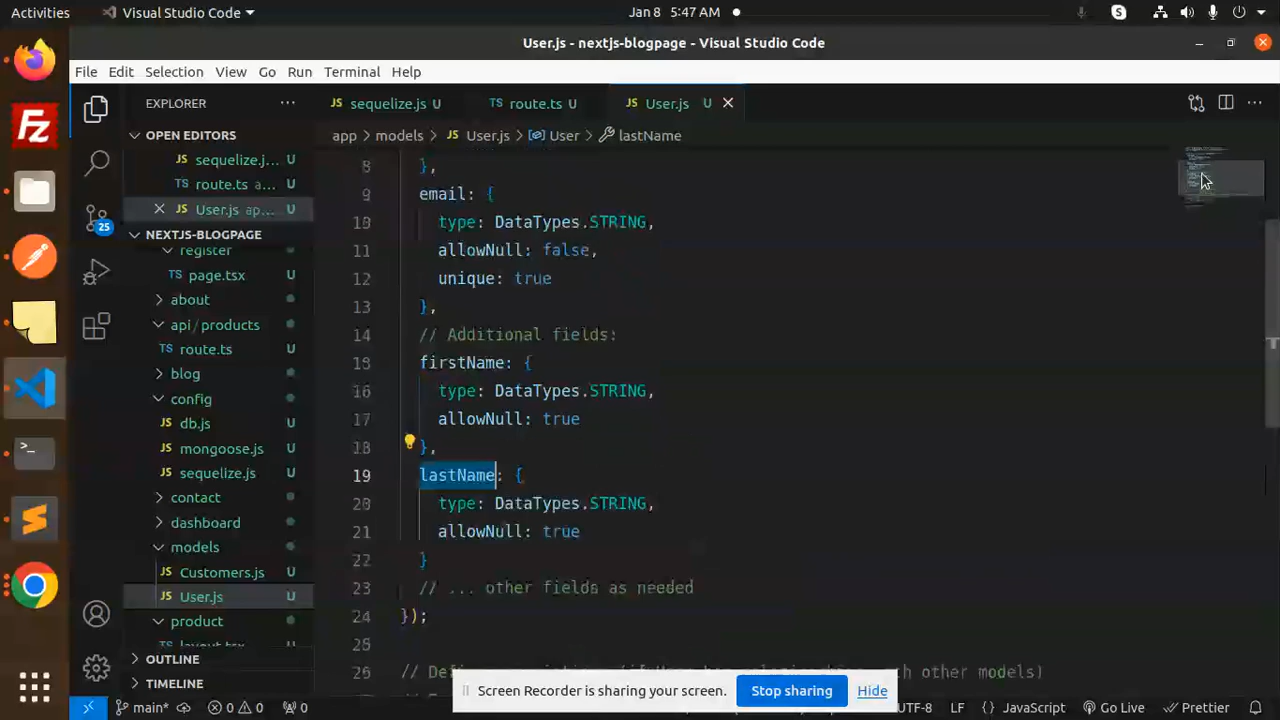 Activities
Visual Studio Code
Jan 8 5:47 AM
User.js - nextjs-blogpage - Visual Studio Code
File Edit Selection View Go Run Terminal Help
EXPLORER
sequelize.js U
route.ts U
User.js U
OPEN EDITORS
app > models > User.js > User > lastName
sequelize.j... U
route.ts a... U
User.js ap... U
NEXTJS-BLOGPAGE
register
page.tsx U
about
api/products
route.ts U
blog
config
db.js U
mongoose.js U
sequelize.js U
contact
dashboard
models
Customers.js U
User.js U
product
layout.tsx
OUTLINE
TIMELINE
25
8 },
9 email: {
10 type: DataTypes.STRING,
11 allowNull: false,
12 unique: true
13 },
14 // Additional fields:
15 firstName: {
16 type: DataTypes.STRING,
17 allowNull: true
18 },
19 lastName: {
20 type: DataTypes.STRING,
21 allowNull: true
22 }
23 // ... other fields as needed
24 });
25
26 other models)
Screen Recorder is sharing your screen. Stop sharing Hide
main* 0 0 0 UTF-8 LF {} JavaScript Go Live Prettier